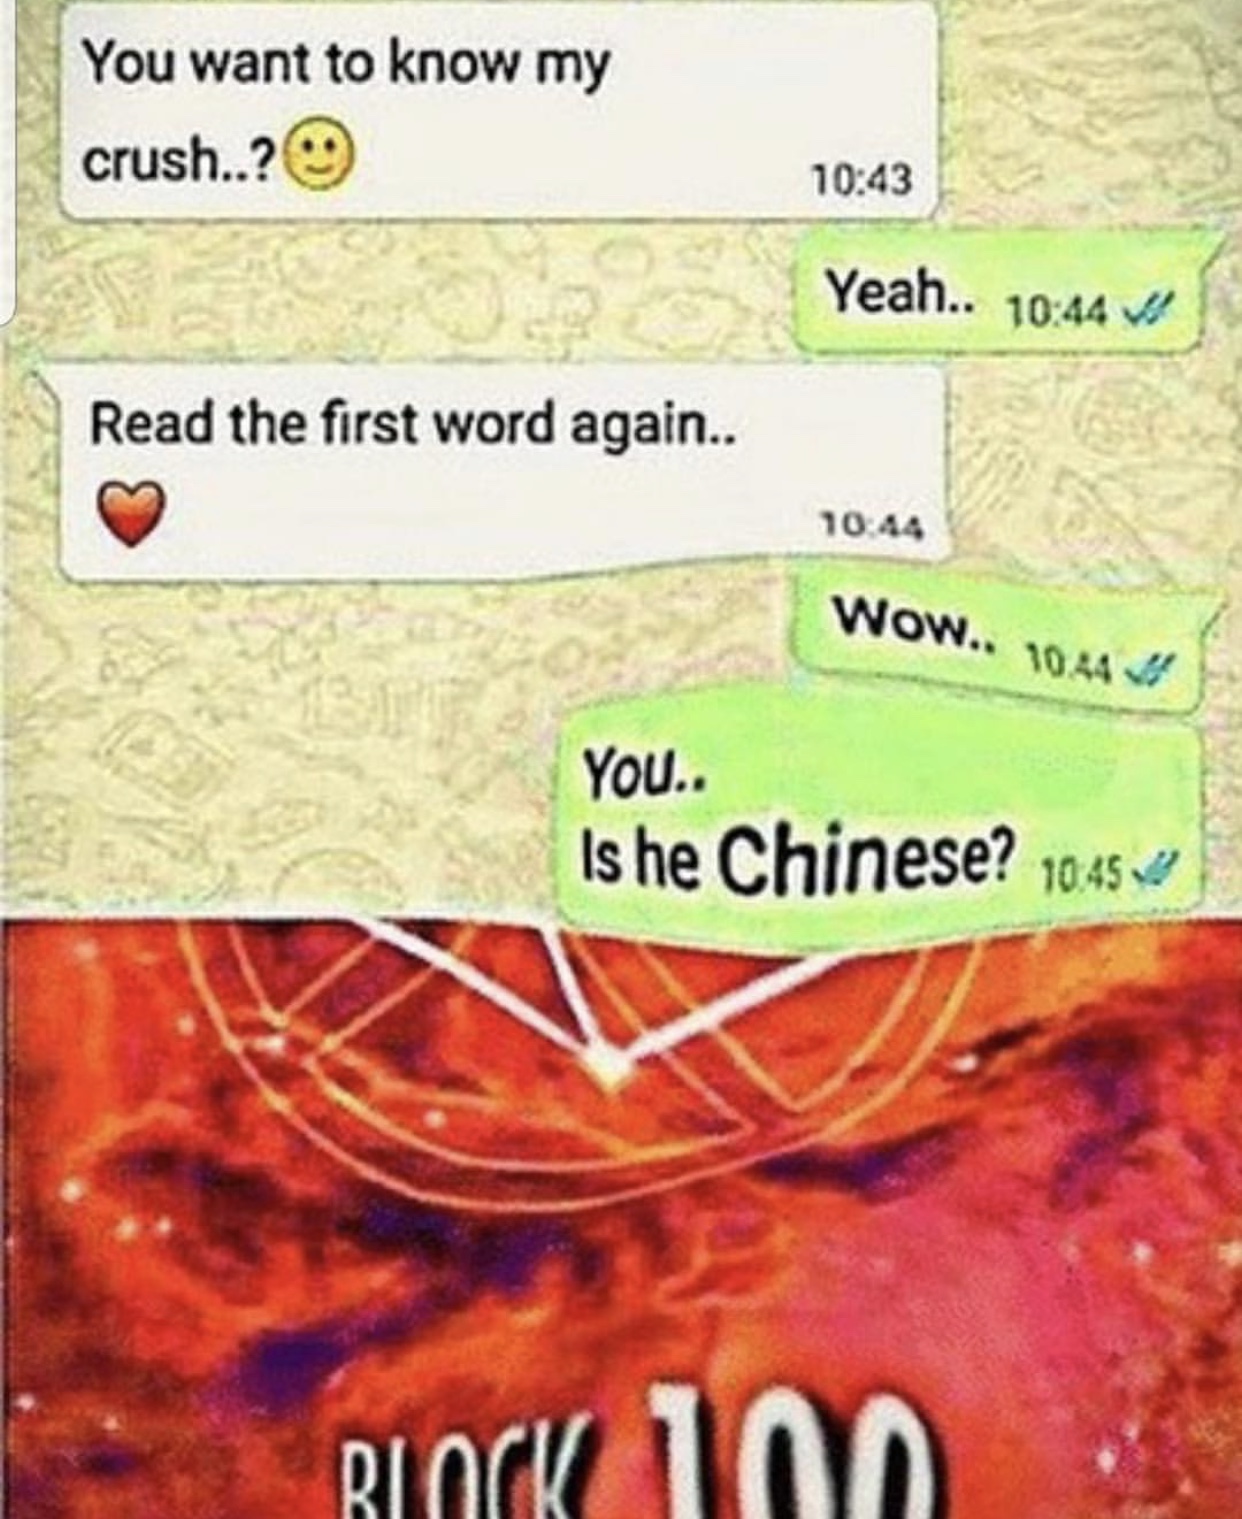 You want to know my
crush..?🙂
10:43
Yeah.. 10:44
Read the first word again..
❤️
10:44
Wow.. 10.44
You..
Is he Chinese? 10:45
BLOCK 100